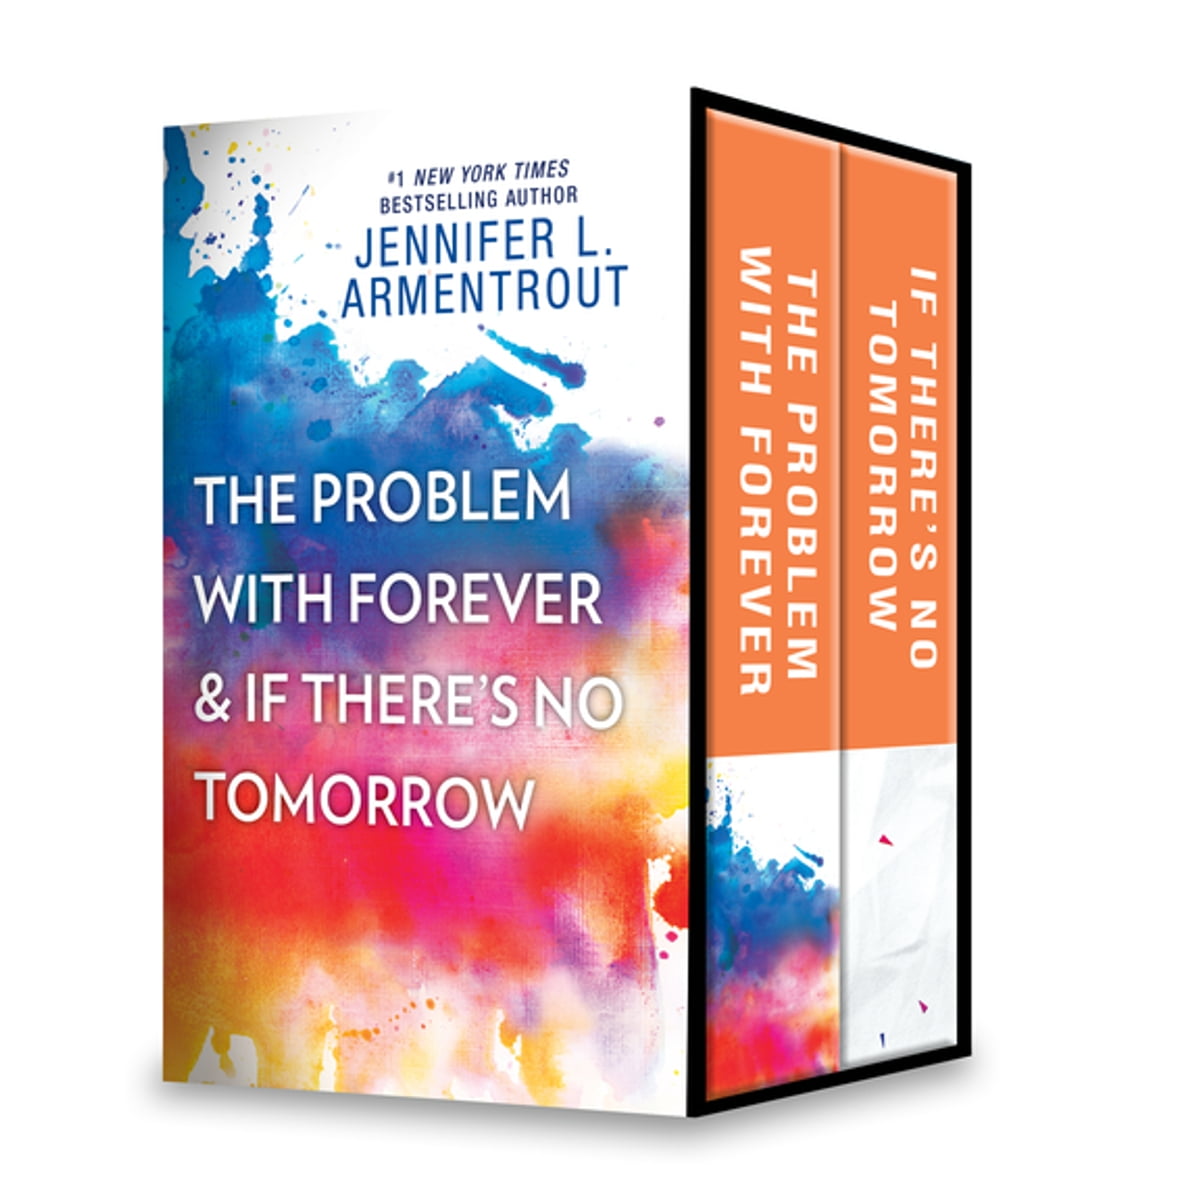 #1 NEW YORK TIMES
BESTSELLING AUTHOR
JENNIFER L.
ARMENTROUT
THE PROBLEM
WITH FOREVER
& IF THERE'S NO
TOMORROW
THE PROBLEM
WITH FOREVER
IF THERE'S NO
TOMORROW